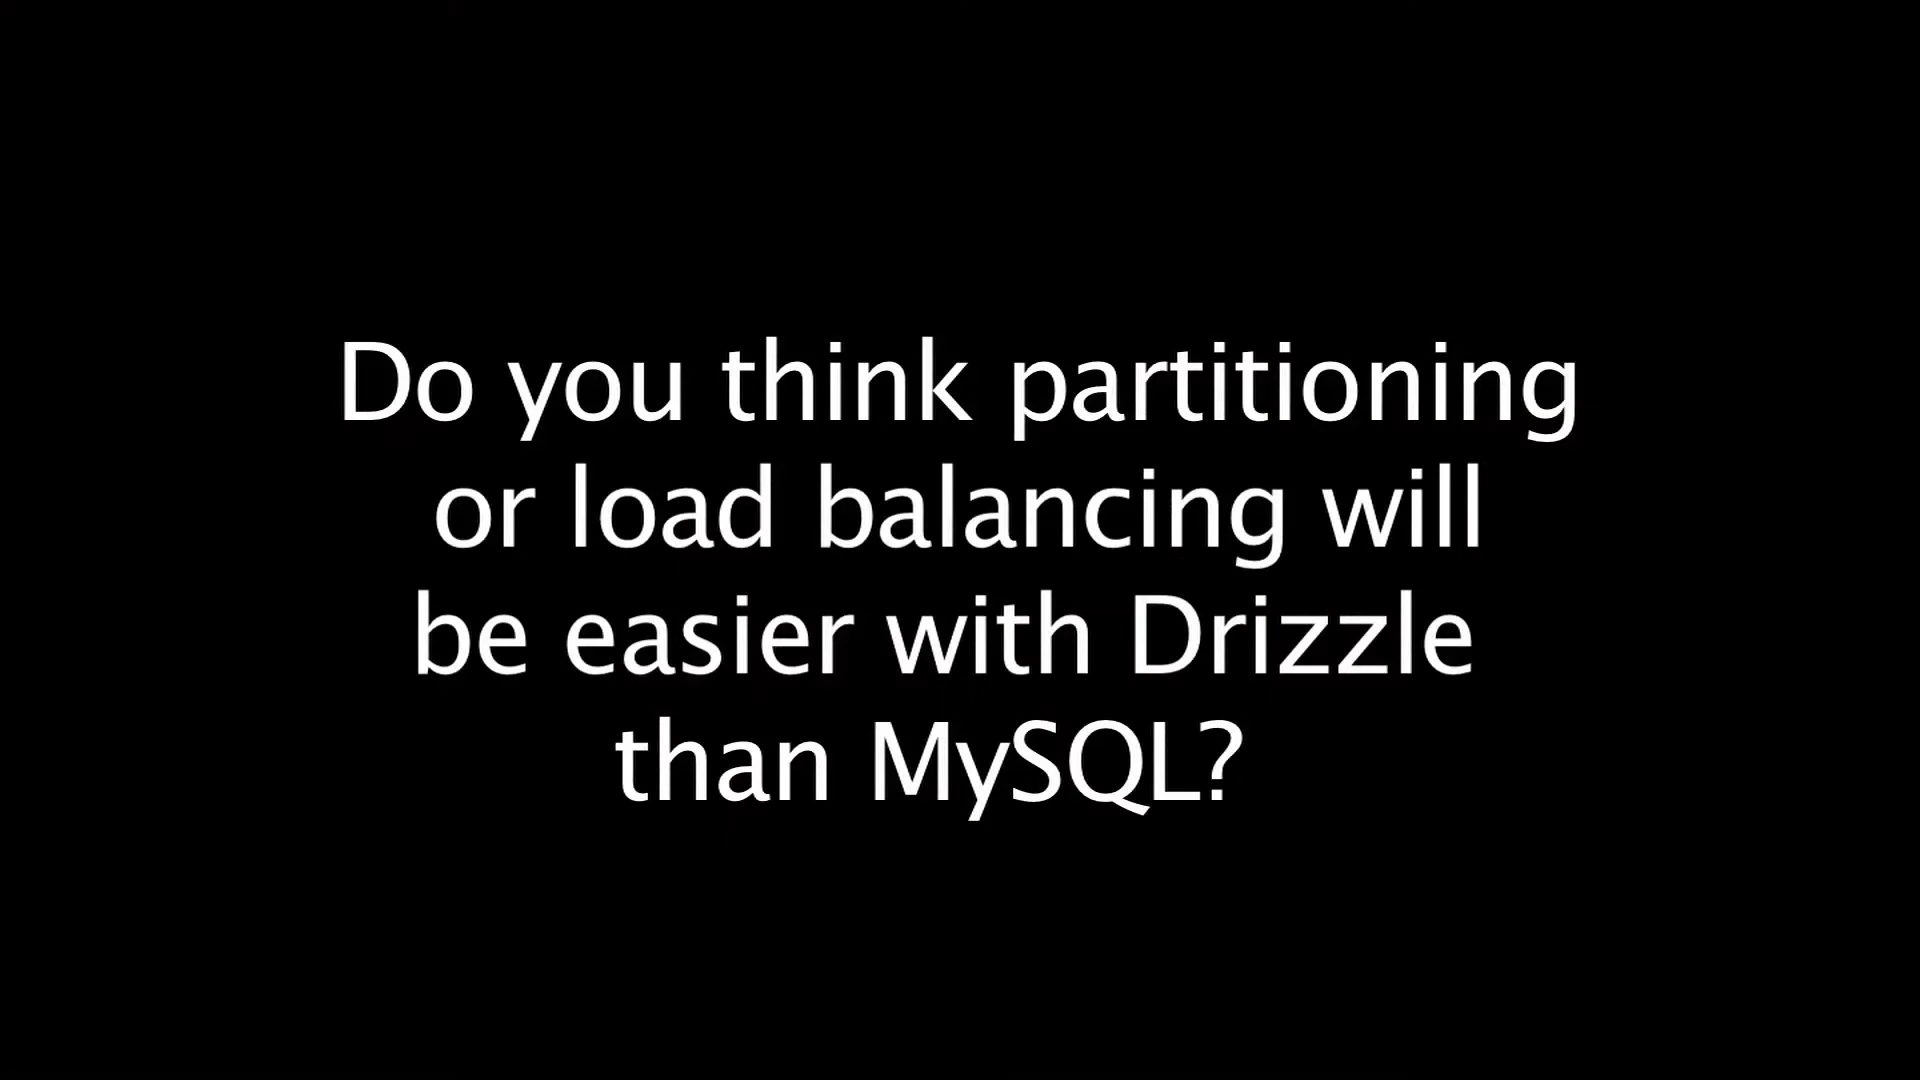 Do you think partitioning
or load balancing will
be easier with Drizzle
than MySQL?